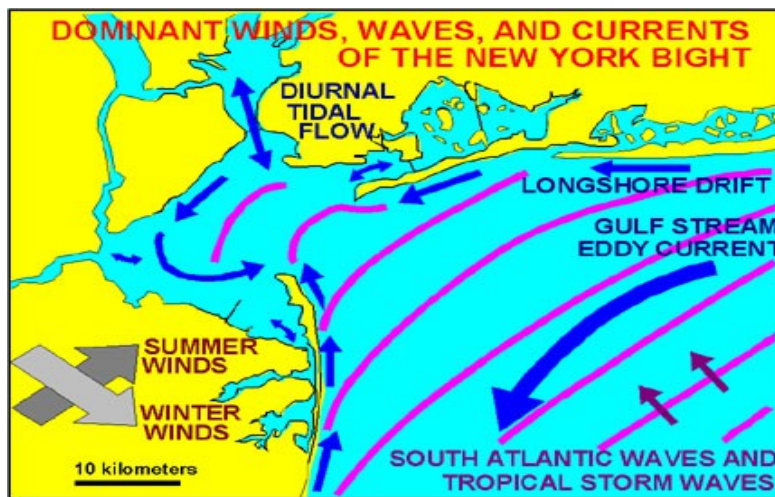 DOMINANT WINDS, WAVES, AND CURRENTS
OF THE NEW YORK BIGHT
DIURNAL
TIDAL
FLOW
LONGSHORE DRIFT
GULF STREAM
EDDY CURRENT
SUMMER
WINDS
WINTER
WINDS
10 kilometers
SOUTH ATLANTIC WAVES AND
TROPICAL STORM WAVES